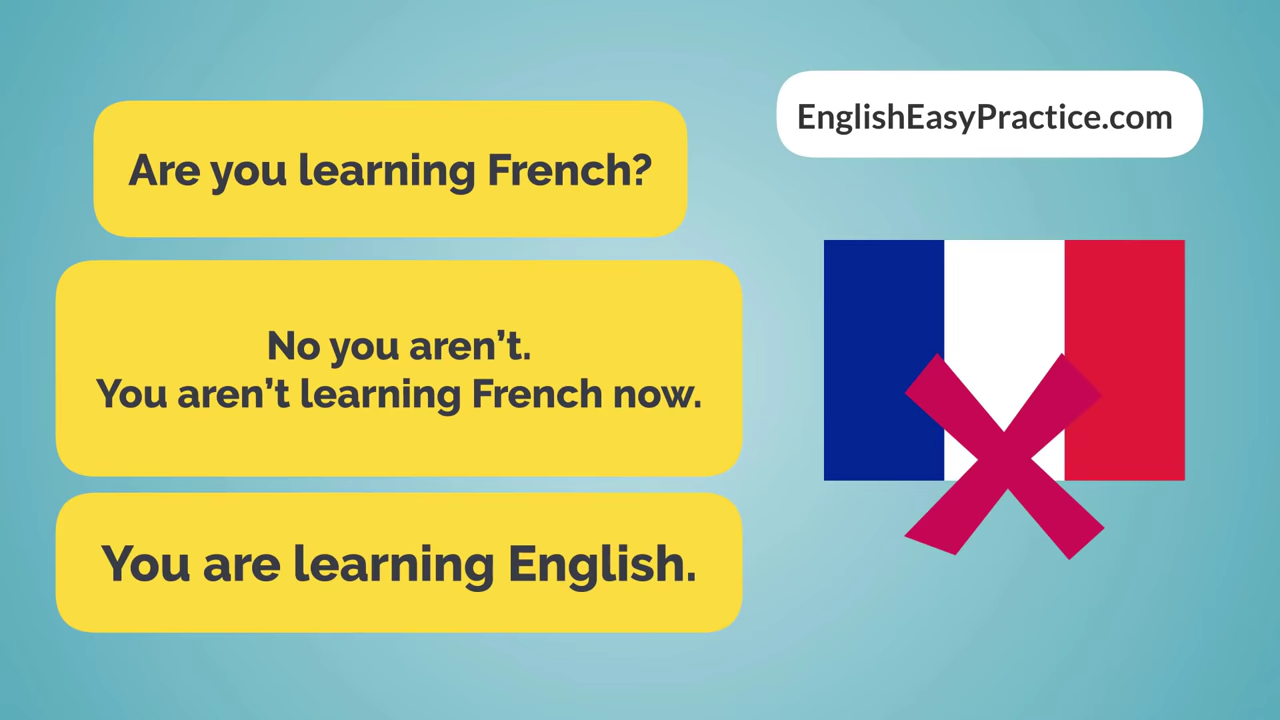 Are you learning French?
No you aren’t.
You aren’t learning French now.
You are learning English.
EnglishEasyPractice.com